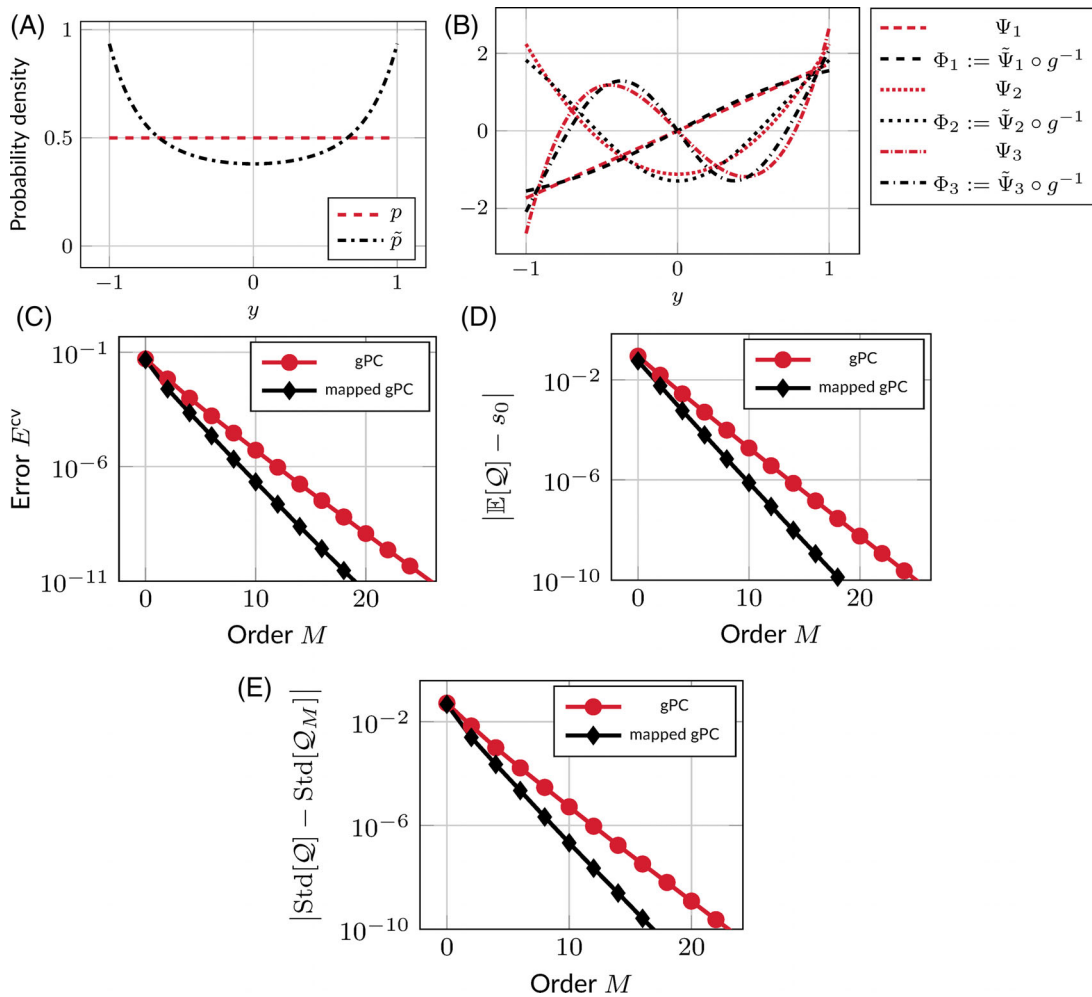 (A)
Probability density
1
0.5
0
−1
0
1
y
p
p̃
(B)
2
0
−2
−1
0
1
y
Ψ₁
Φ₁ := Ψ̃₁ ∘ g⁻¹
Ψ₂
Φ₂ := Ψ̃₂ ∘ g⁻¹
Ψ₃
Φ₃ := Ψ̃₃ ∘ g⁻¹
(C)
Error Eᶜᵛ
10⁻¹
10⁻⁶
10⁻¹¹
0
10
20
Order M
gPC
mapped gPC
(D)
|𝔼[𝒬] − s₀|
10⁻²
10⁻⁶
10⁻¹⁰
0
10
20
Order M
gPC
mapped gPC
(E)
|Std[𝒬] − Std[𝒬_M]|
10⁻²
10⁻⁶
10⁻¹⁰
0
10
20
Order M
gPC
mapped gPC